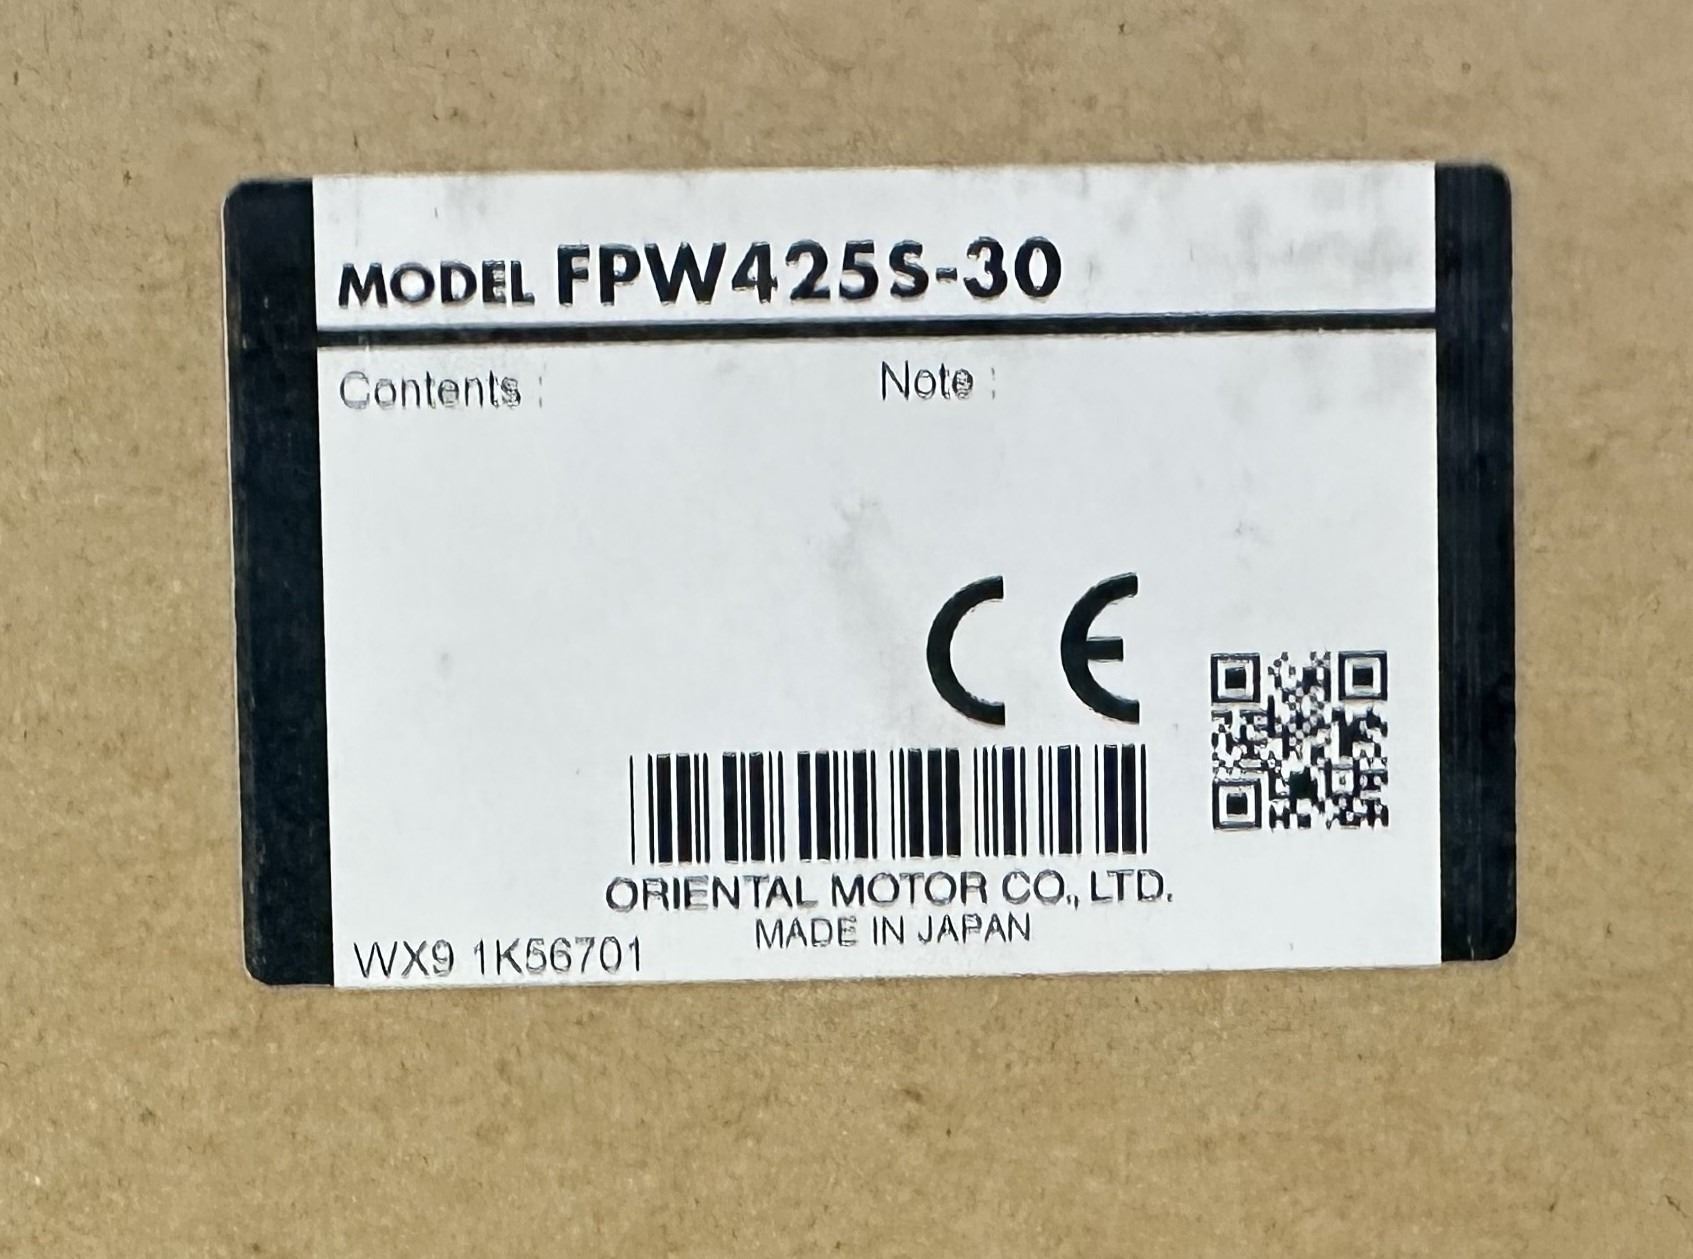 MODEL FPW425S-30
Contents :
Note :
CE
ORIENTAL MOTOR CO., LTD.
MADE IN JAPAN
WX9 1K56701